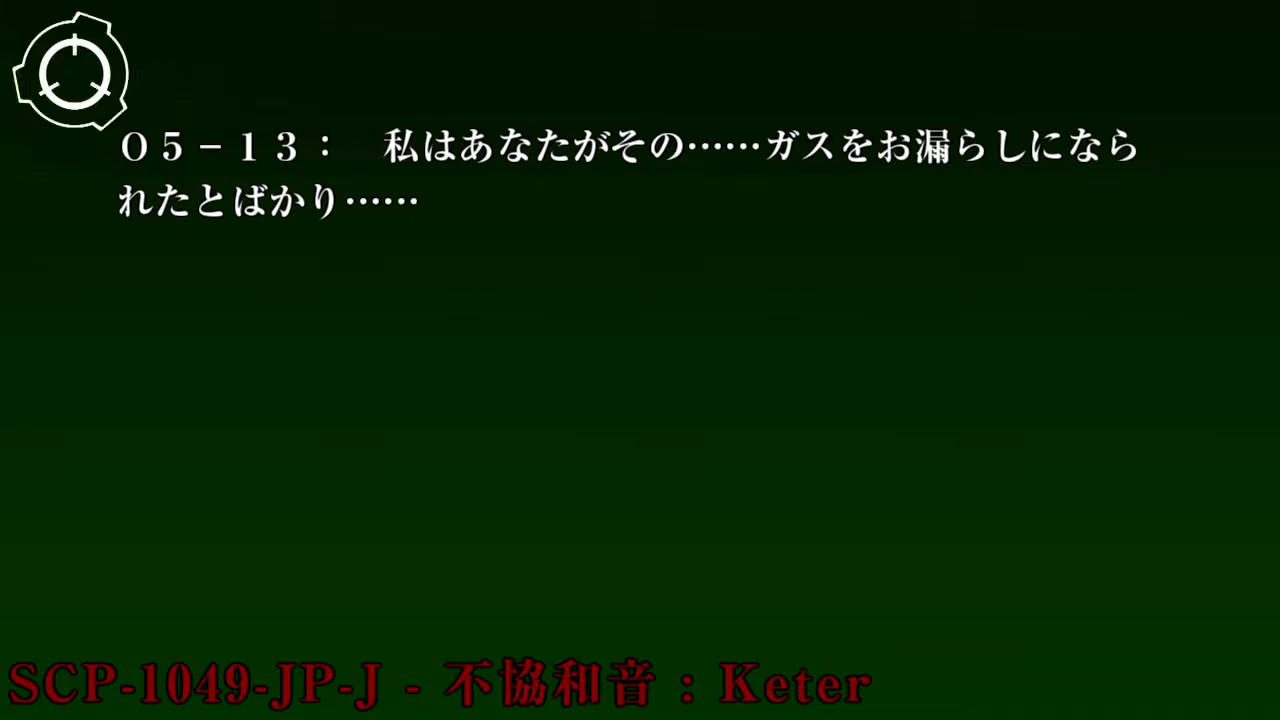 Ｏ５－１３：　私はあなたがその……ガスをお漏らしになら
れたとばかり……
SCP-1049-JP-J - 不協和音：Keter